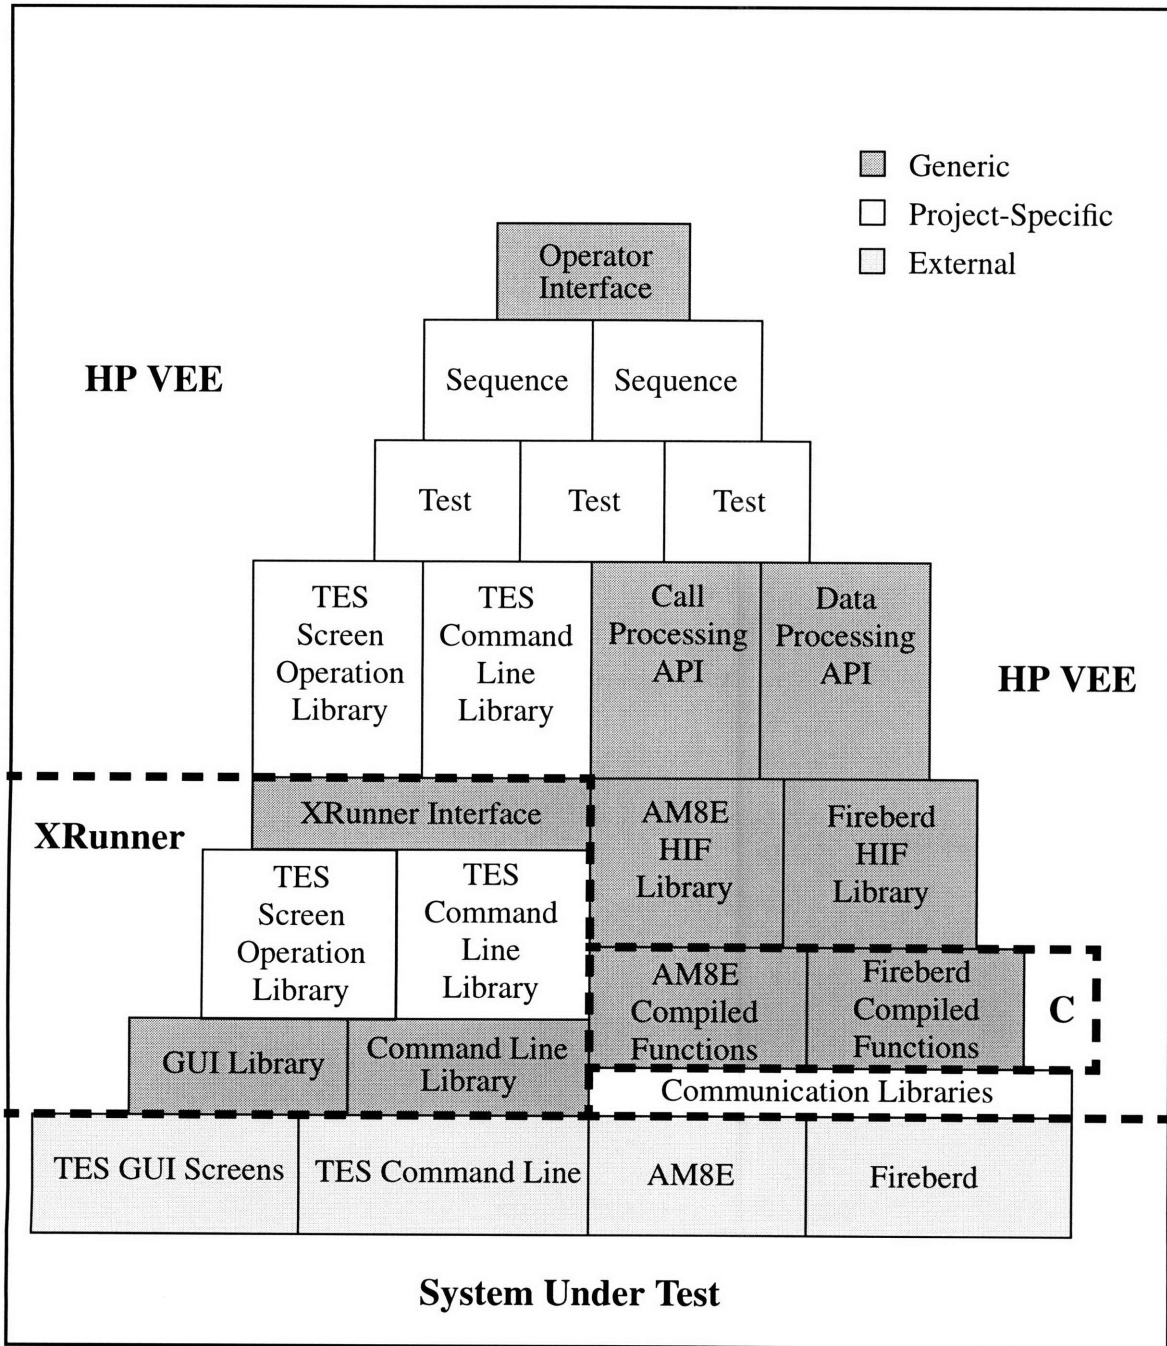 Generic
Project-Specific
External
Operator
Interface
HP VEE
Sequence
Sequence
Test
Test
Test
TES
Screen
Operation
Library
TES
Command
Line
Library
Call
Processing
API
Data
Processing
API
HP VEE
XRunner
XRunner Interface
AM8E
HIF
Library
Fireberd
HIF
Library
TES
Screen
Operation
Library
TES
Command
Line
Library
AM8E
Compiled
Functions
Fireberd
Compiled
Functions
C
GUI Library
Command Line
Library
Communication Libraries
TES GUI Screens
TES Command Line
AM8E
Fireberd
System Under Test